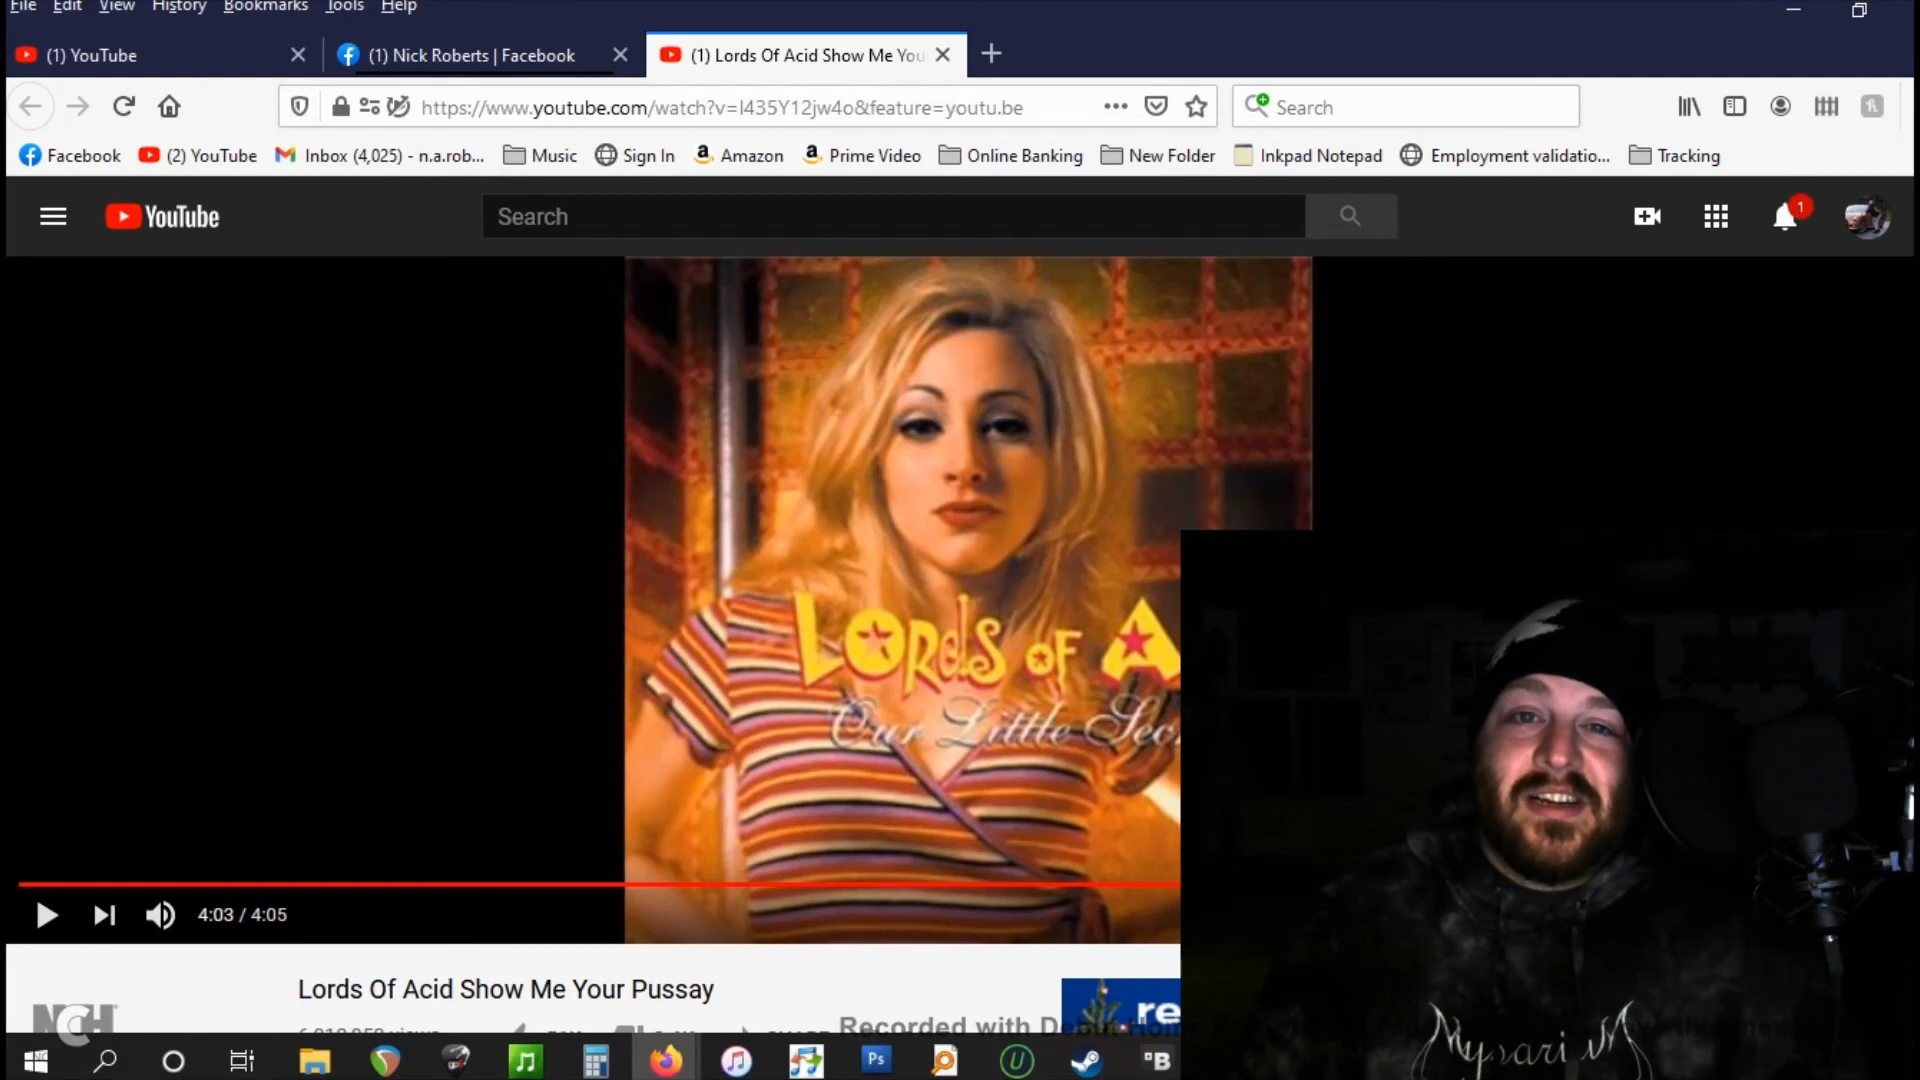 File Edit View History Bookmarks Tools Help
(1) YouTube
(1) Nick Roberts | Facebook
(1) Lords Of Acid Show Me You
https://www.youtube.com/watch?v=I435Y12jw4o&feature=youtu.be
Search
Facebook (2) YouTube Inbox (4,025) - n.a.rob... Music Sign In Amazon Prime Video Online Banking New Folder Inkpad Notepad Employment validatio... Tracking
YouTube
Search
1
LORdS OF A
Our Little Sec
4:03 / 4:05
Lords Of Acid Show Me Your Pussay
NCH
re
Recorded with
Ps
U
B